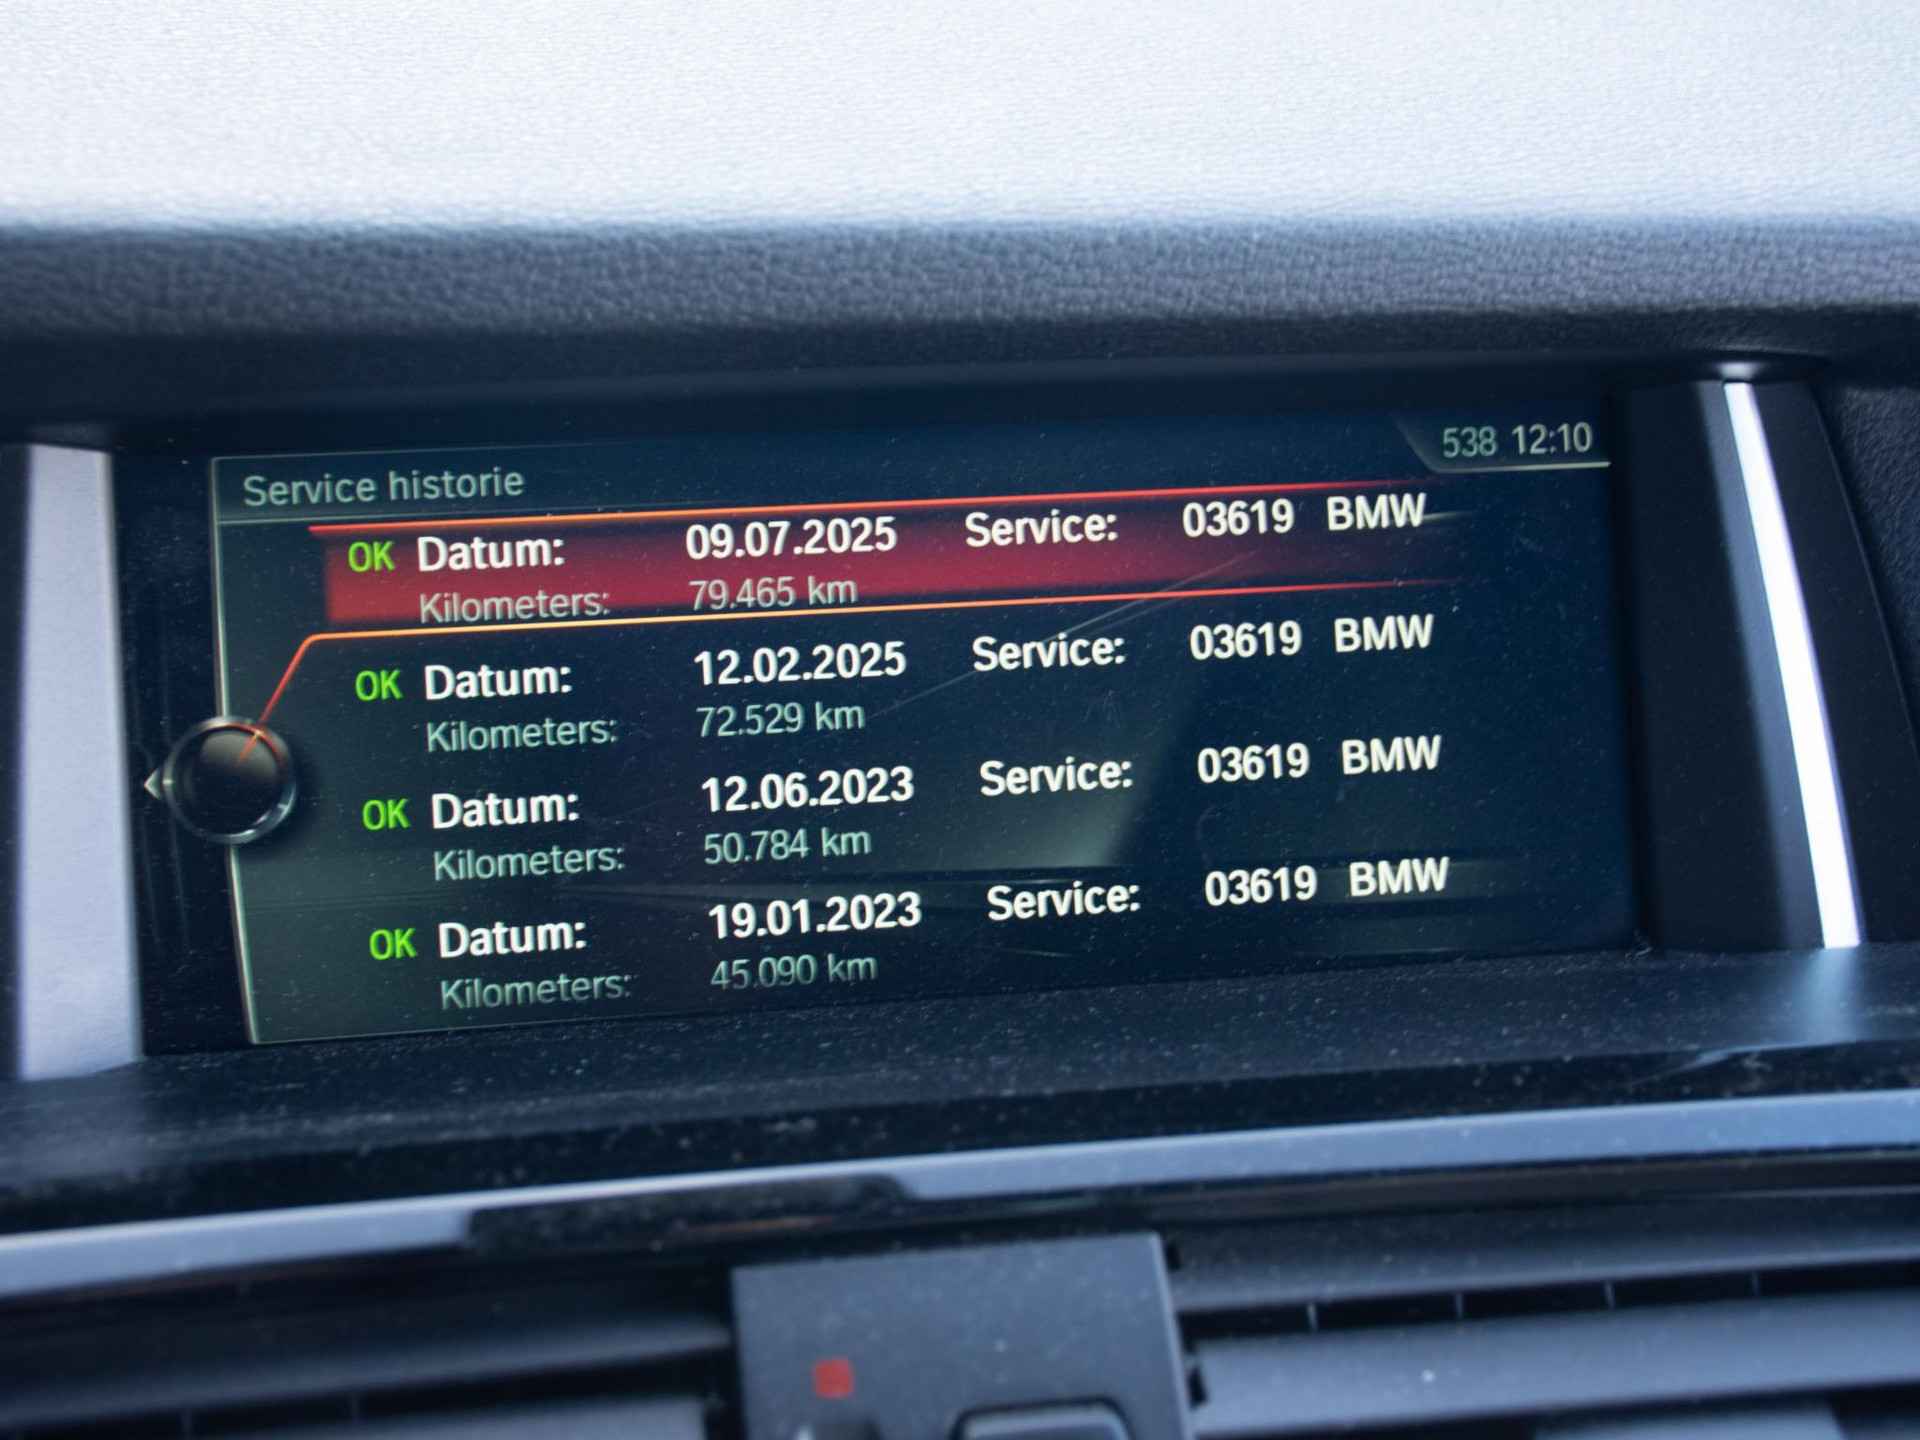 538 12:10
Service historie
OK Datum: 09.07.2025 Service: 03619 BMW
Kilometers: 79.465 km
OK Datum: 12.02.2025 Service: 03619 BMW
Kilometers: 72.529 km
OK Datum: 12.06.2023 Service: 03619 BMW
Kilometers: 50.784 km
OK Datum: 19.01.2023 Service: 03619 BMW
Kilometers: 45.090 km